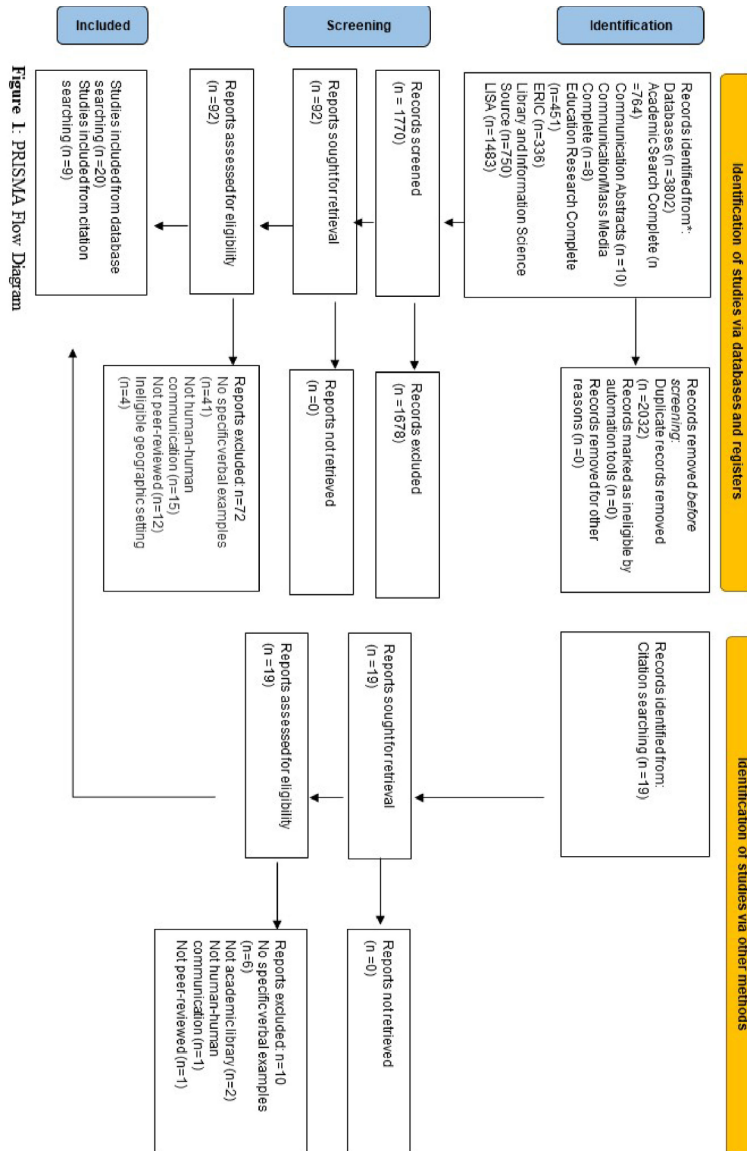 Identification of studies via databases and registers
Identification of studies via other methods
Identification
Records identified from*:
Databases (n =3802)
Academic Search Complete (n
=764)
Communication Abstracts (n =10)
Communication/Mass Media
Complete (n =8)
Education Research Complete
(n=451)
ERIC (n=336)
Library and Information Science
Source (n=750)
LISA (n=1483)
Records removed before
screening:
Duplicate records removed
(n =2032)
Records marked as ineligible by
automation tools (n =0)
Records removed for other
reasons (n =0)
Records identified from:
Citation searching (n =19)
Screening
Records screened
(n = 1770)
Records excluded
(n =1678)
Reports sought for retrieval
(n =92)
Reports not retrieved
(n =0)
Reports sought for retrieval
(n =19)
Reports not retrieved
(n =0)
Reports assessed for eligibility
(n =92)
Reports excluded: n=72
No specific verbal examples
(n=41)
Not human-human
communication (n=15)
Not peer-reviewed (n=12)
Ineligible geographic setting
(n=4)
Reports assessed for eligibility
(n =19)
Reports excluded: n=10
No specific verbal examples
(n=6)
Not academic library (n=2)
Not human-human
communication (n=1)
Not peer-reviewed (n=1)
Included
Studies included from database
searching (n =20)
Studies included from citation
searching (n =9)
Figure 1: PRISMA Flow Diagram